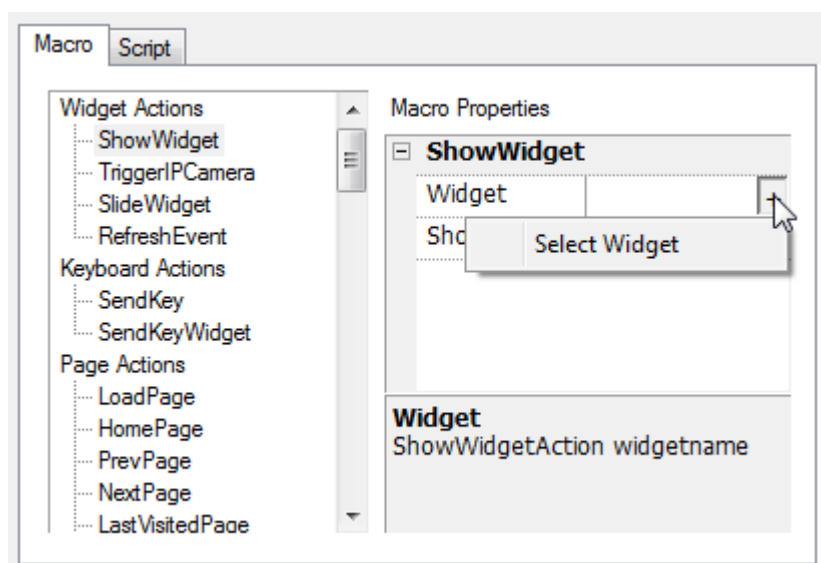 Macro Script
Widget Actions
ShowWidget
TriggerIPCamera
SlideWidget
RefreshEvent
Keyboard Actions
SendKey
SendKeyWidget
Page Actions
LoadPage
HomePage
PrevPage
NextPage
LastVisitedPage
Macro Properties
ShowWidget
Widget
Sho
Select Widget
Widget
ShowWidgetAction widgetname